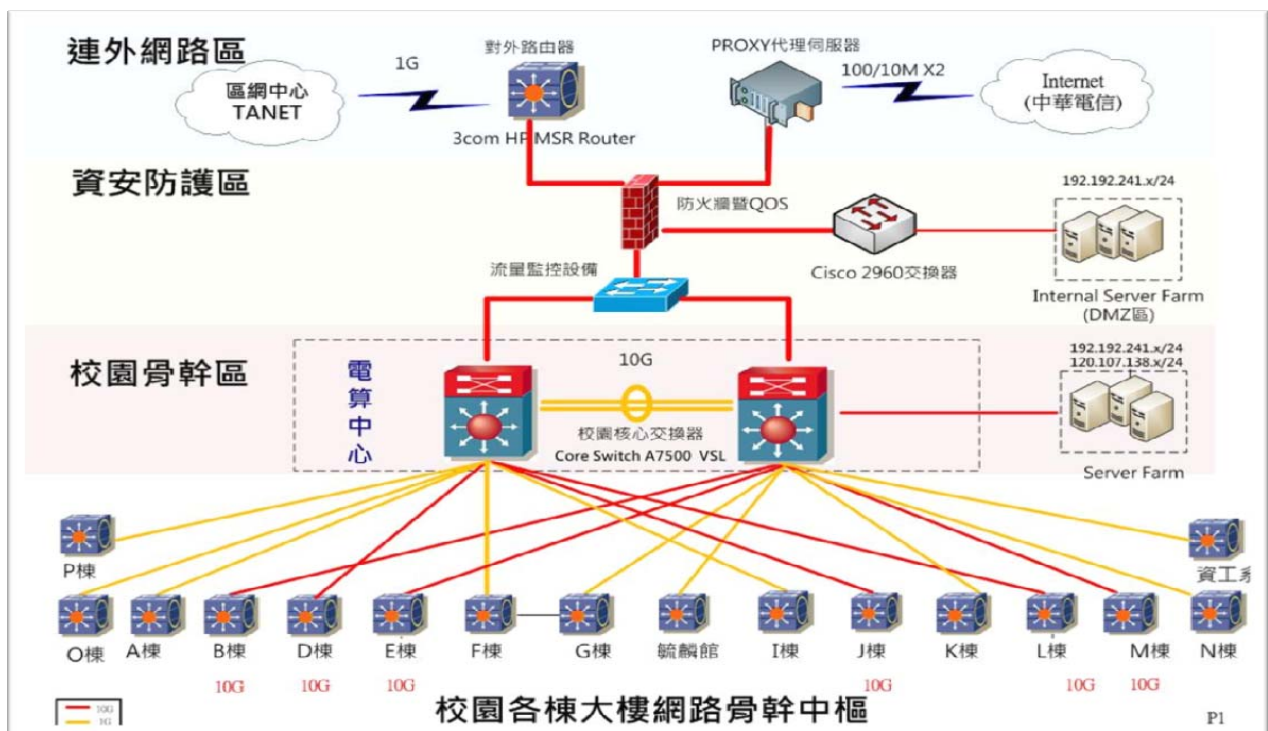 連外網路區
區網中心
TANET
1G
對外路由器
3com HP MSR Router
PROXY代理伺服器
100/10M X2
Internet
(中華電信)
資安防護區
防火牆暨QOS
192.192.241.x/24
流量監控設備
Cisco 2960交換器
Internal Server Farm
(DMZ區)
校園骨幹區
電算中心
10G
校園核心交換器
Core Switch A7500 VSL
192.192.241.x/24
120.107.138.x/24
Server Farm
P棟
資工系
O棟
A棟
B棟
D棟
E棟
F棟
G棟
毓麟館
I棟
J棟
K棟
L棟
M棟
N棟
10G
10G
10G
10G
10G
10G
10G
1G
校園各棟大樓網路骨幹中樞
P1